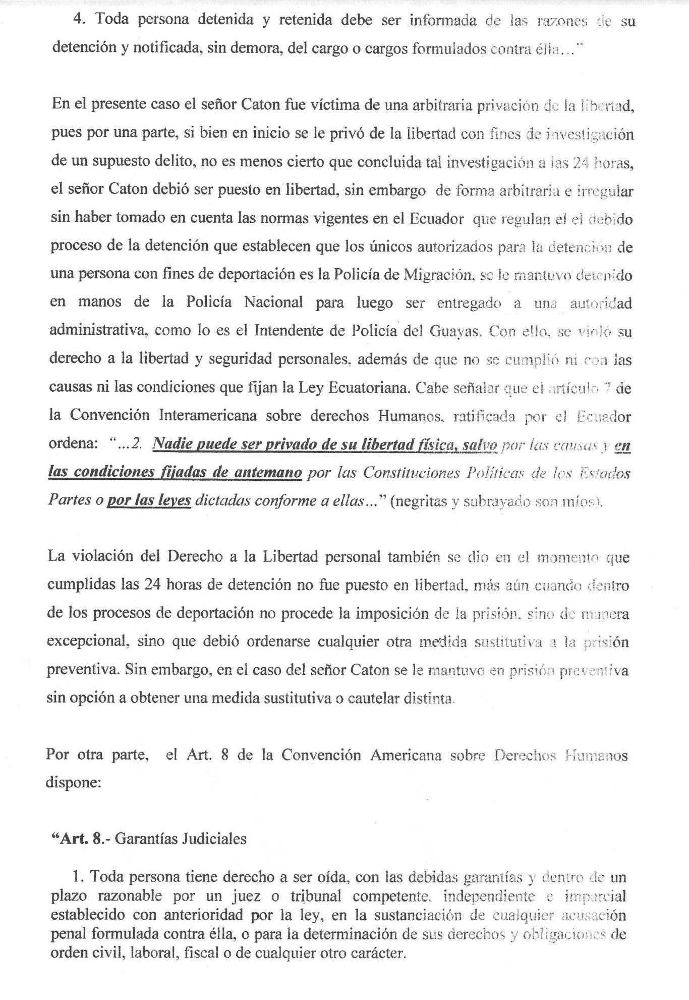 4. Toda persona detenida y retenida debe ser informada de las razones de su
detención y notificada, sin demora, del cargo o cargos formulados contra élla…”
En el presente caso el señor Caton fue víctima de una arbitraria privación de la libertad,
pues por una parte, si bien en inicio se le privó de la libertad con fines de investigación
de un supuesto delito, no es menos cierto que concluida tal investigación a las 24 horas,
el señor Caton debió ser puesto en libertad, sin embargo de forma arbitraria e irregular
sin haber tomado en cuenta las normas vigentes en el Ecuador que regulan el el debido
proceso de la detención que establecen que los únicos autorizados para la detención de
una persona con fines de deportación es la Policía de Migración, se le mantuvo detenido
en manos de la Policía Nacional para luego ser entregado a una autoridad
administrativa, como lo es el Intendente de Policía del Guayas. Con ello, se violó su
derecho a la libertad y seguridad personales, además de que no se cumplió ni con las
causas ni las condiciones que fijan la Ley Ecuatoriana. Cabe señalar que el artículo 7 de
la Convención Interamericana sobre derechos Humanos, ratificada por el Ecuador
ordena: “…2. Nadie puede ser privado de su libertad física, salvo por las causas y en
las condiciones fijadas de antemano por las Constituciones Políticas de los Estados
Partes o por las leyes dictadas conforme a ellas…” (negritas y subrayado son míos).
La violación del Derecho a la Libertad personal también se dio en el momento que
cumplidas las 24 horas de detención no fue puesto en libertad, más aún cuando dentro
de los procesos de deportación no procede la imposición de la prisión, sino de manera
excepcional, sino que debió ordenarse cualquier otra medida sustitutiva a la prisión
preventiva. Sin embargo, en el caso del señor Caton se le mantuvo en prisión preventiva
sin opción a obtener una medida sustitutiva o cautelar distinta.
Por otra parte, el Art. 8 de la Convención Americana sobre Derechos Humanos
dispone:
“Art. 8.- Garantías Judiciales
1. Toda persona tiene derecho a ser oída, con las debidas garantías y dentro de un
plazo razonable por un juez o tribunal competente, independiente e imparcial
establecido con anterioridad por la ley, en la sustanciación de cualquier acusación
penal formulada contra élla, o para la determinación de sus derechos y obligaciones de
orden civil, laboral, fiscal o de cualquier otro carácter.